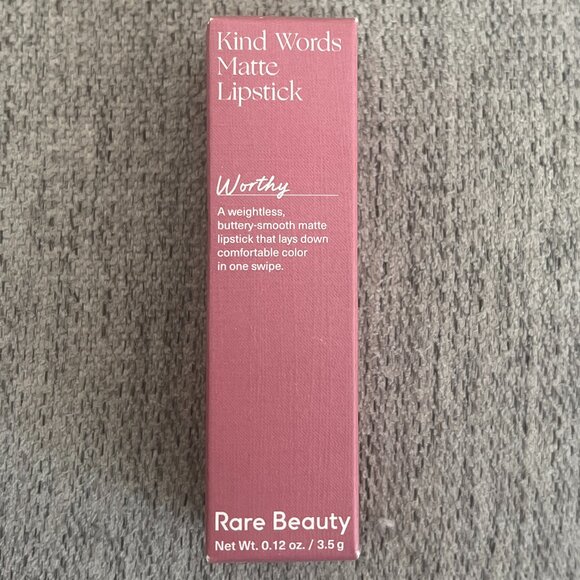 Kind Words
Matte
Lipstick
Worthy
A weightless,
buttery-smooth matte
lipstick that lays down
comfortable color
in one swipe.
Rare Beauty
Net Wt. 0.12 oz. / 3.5 g